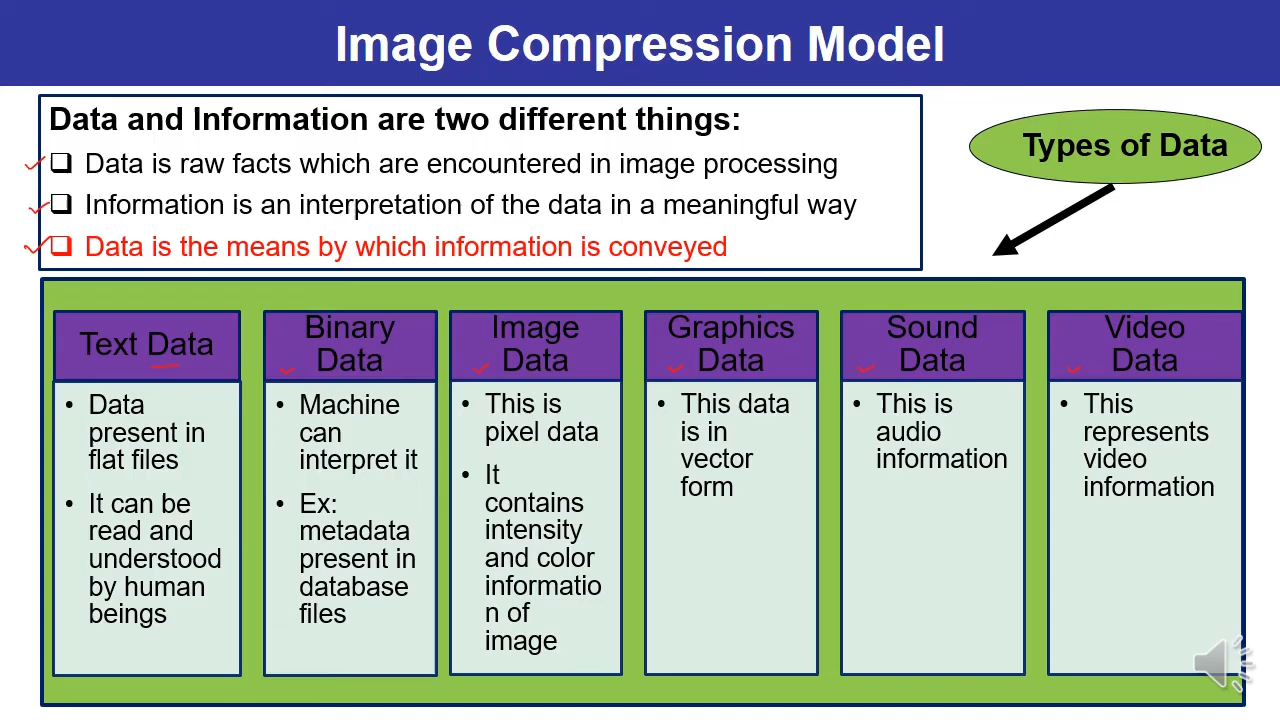 Image Compression Model
Data and Information are two different things:
Data is raw facts which are encountered in image processing
Information is an interpretation of the data in a meaningful way
Data is the means by which information is conveyed
Types of Data
Text Data
• Data
present in
flat files
• It can be
read and
understood
by human
beings
Binary
Data
• Machine
can
interpret it
• Ex:
metadata
present in
database
files
Image
Data
• This is
pixel data
• It
contains
intensity
and color
informatio
n of
image
Graphics
Data
• This data
is in
vector
form
Sound
Data
• This is
audio
information
Video
Data
• This
represents
video
information